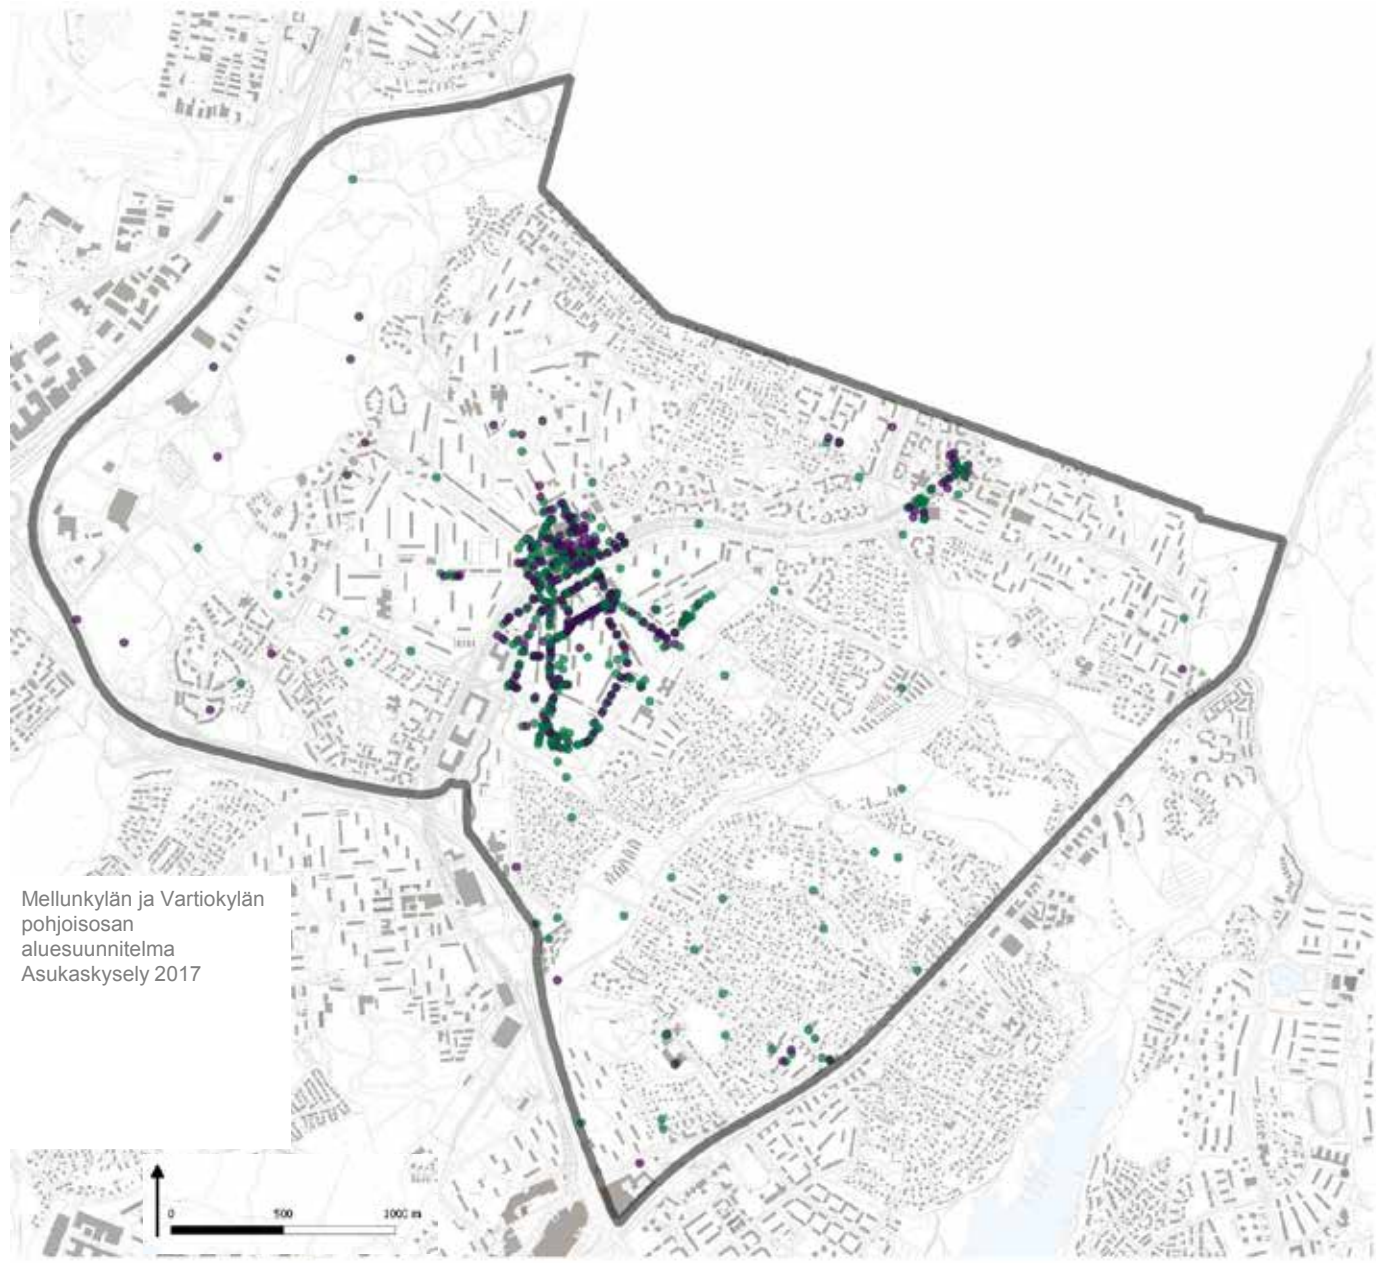 Mellunkylän ja Vartiokylän
pohjoisosan
aluesuunnitelma
Asukaskysely 2017
0 500 1000 m